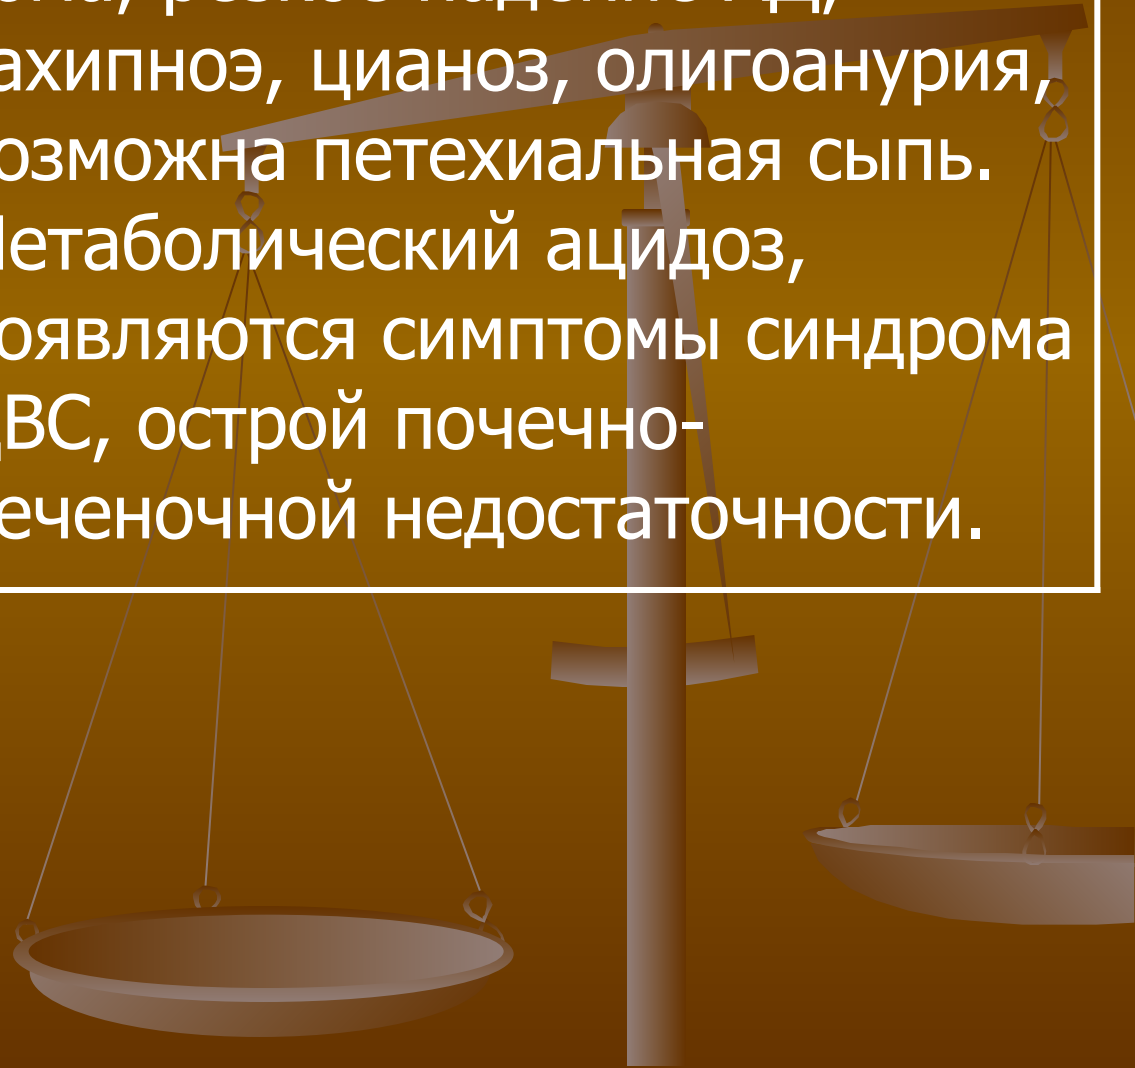 ахипноэ, цианоз, олигоанурия,
озможна петехиальная сыпь.
етаболический ацидоз,
оявляются симптомы синдрома
ВС, острой почечно-
еченочной недостаточности.